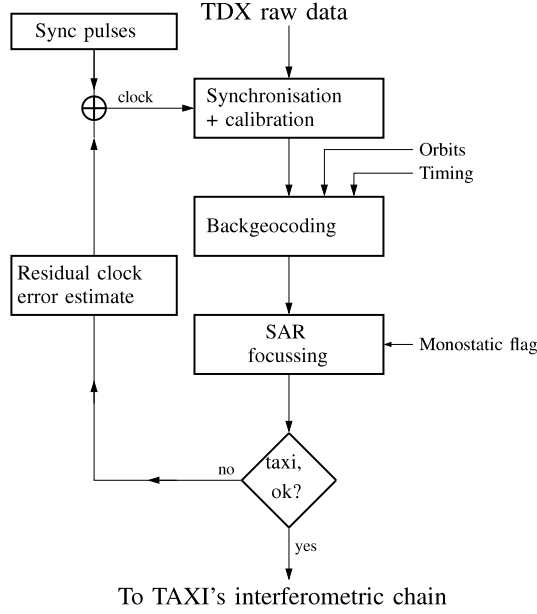 TDX raw data
Sync pulses
clock
Synchronisation
+ calibration
Orbits
Timing
Backgeocoding
Residual clock
error estimate
SAR
focussing
Monostatic flag
taxi,
ok?
no
yes
To TAXI's interferometric chain